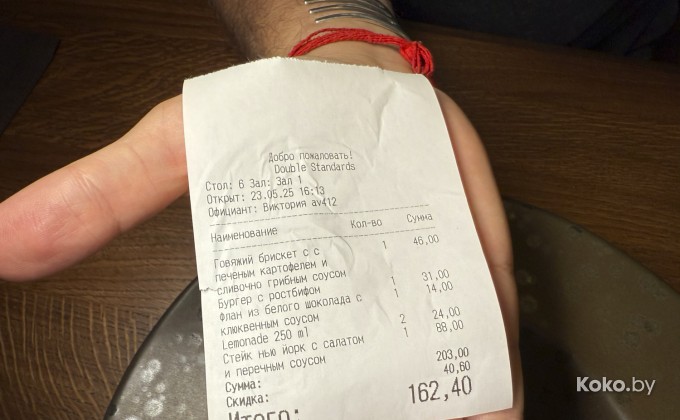 Добро пожаловать!
Double Standards
Стол: 6 Зал: Зал 1
Открыт: 23.05.25 16:13
Официант: Виктория av412
Наименование Кол-во Сумма
Говяжий брискет с с 1 46,00
печеным картофелем и
сливочно грибным соусом
Бургер с ростбифом 1 31,00
Флан из белого шоколада с 1 14,00
клюквенным соусом
Lemonade 250 ml 2 24,00
Стейк нью йорк с салатом 1 88,00
и перечным соусом
Сумма: 203,00
Скидка: 40,60
Итого: 162,40
Koko.by